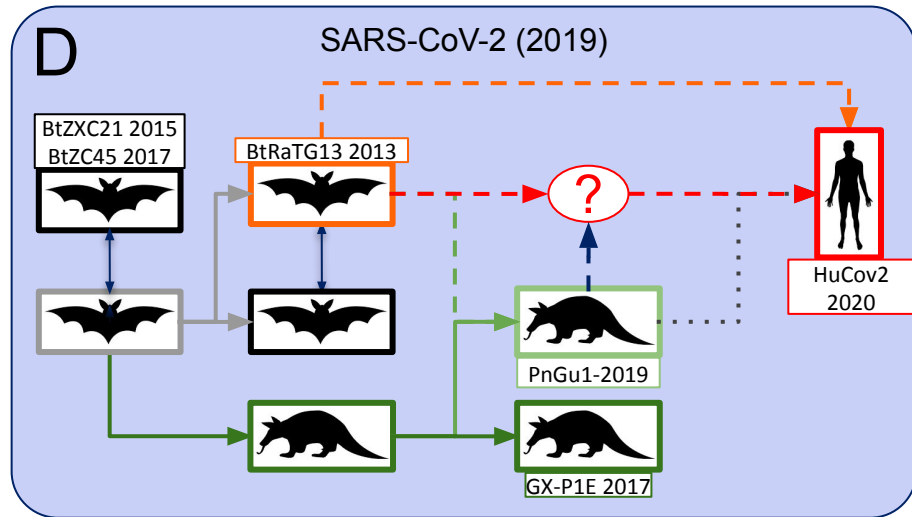 D
SARS-CoV-2 (2019)
BtZXC21 2015
BtZC45 2017
BtRaTG13 2013
?
HuCov2
2020
PnGu1-2019
GX-P1E 2017